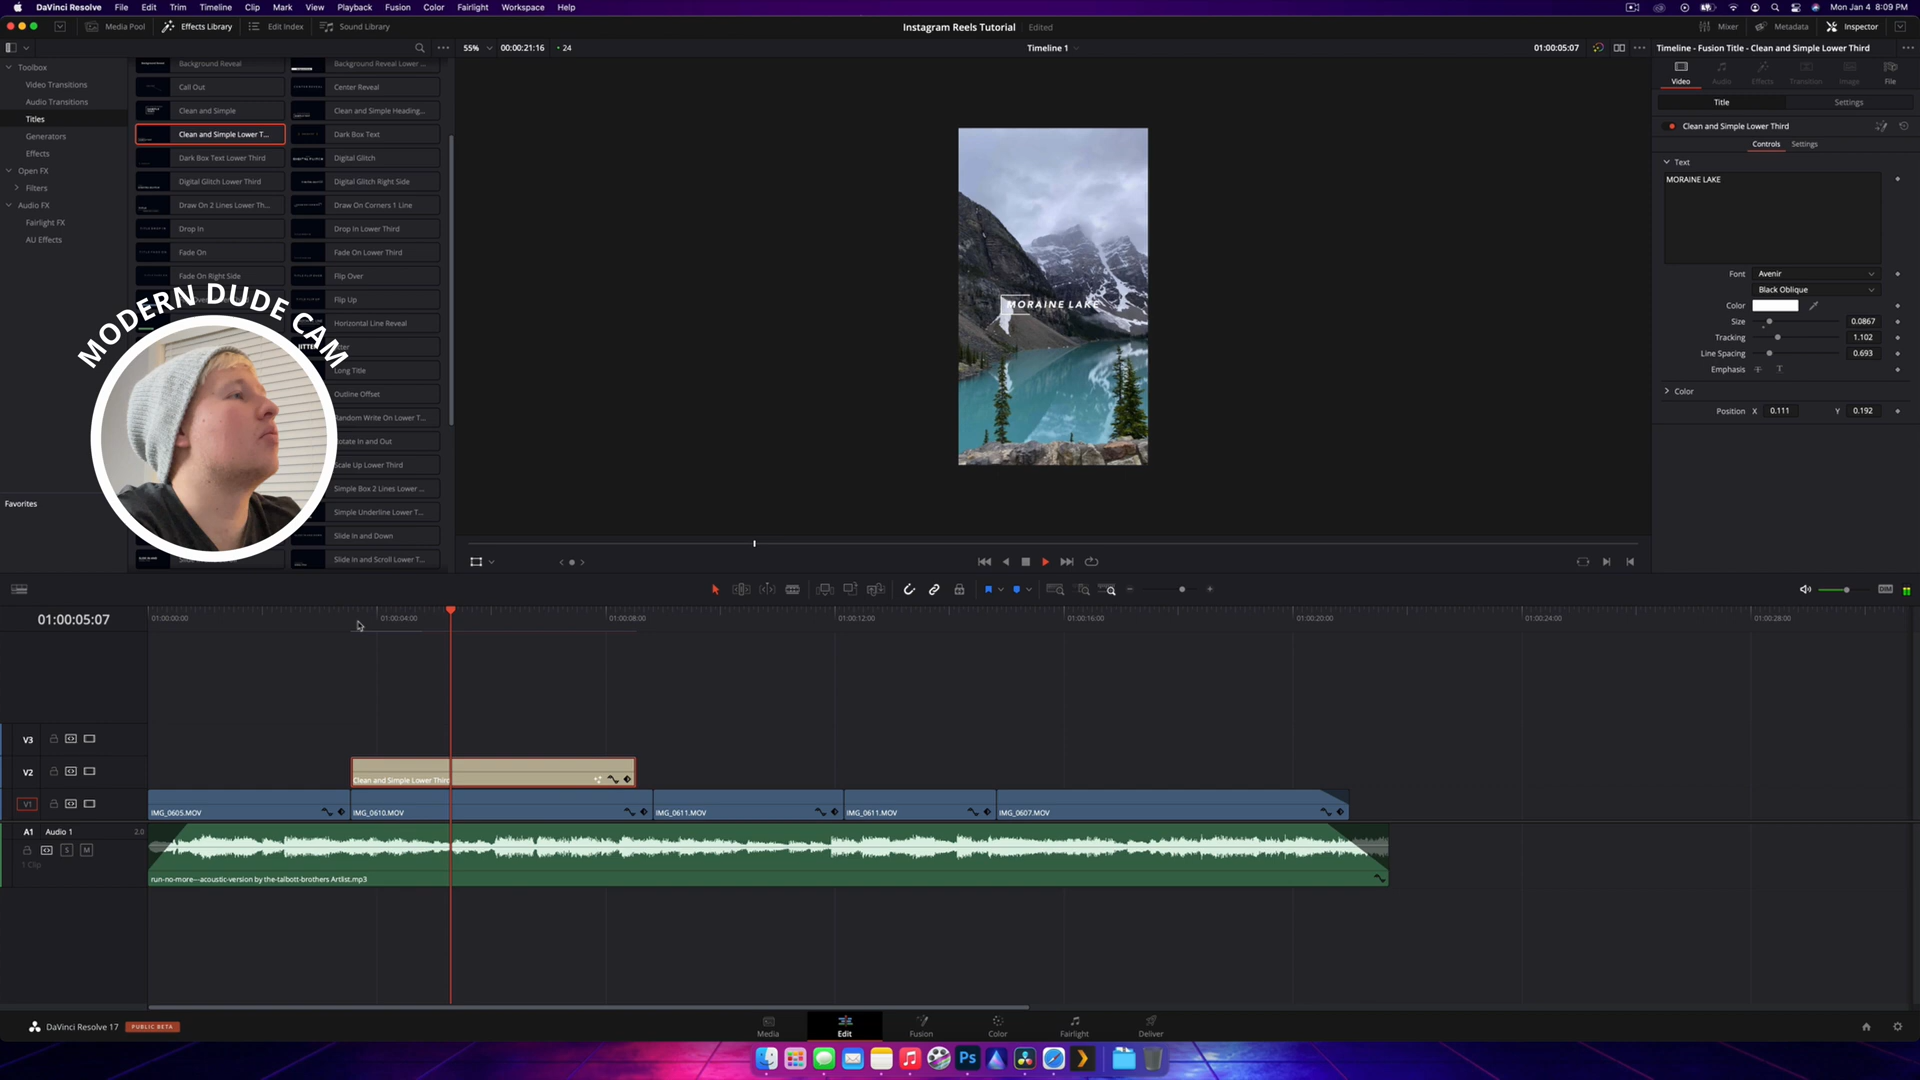 DaVinci Resolve File Edit Trim Timeline Clip Mark View Playback Fusion Color Fairlight Workspace Help
Mon Jan 4 8:09 PM
Media Pool Effects Library Edit Index Sound Library
Instagram Reels Tutorial Edited
Mixer Metadata Inspector
55% 00:00:21:16 24
Timeline 1
01:00:05:07
Timeline - Fusion Title - Clean and Simple Lower Third
Toolbox
Video Transitions
Audio Transitions
Titles
Generators
Effects
Open FX
Filters
Audio FX
Fairlight FX
AU Effects
Favorites
Background Reveal Background Reveal Lower ...
Call Out Center Reveal
Clean and Simple Clean and Simple Heading...
Clean and Simple Lower T... Dark Box Text
Dark Box Text Lower Third Digital Glitch
Digital Glitch Lower Third Digital Glitch Right Side
Draw On 2 Lines Lower Th... Draw On Corners 1 Line
Drop In Drop In Lower Third
Fade On Fade On Lower Third
Fade On Right Side Flip Over
Flip Up
Horizontal Line Reveal
Long Title
Outline Offset
Random Write On Lower T...
Rotate In and Out
Scale Up Lower Third
Simple Box 2 Lines Lower ...
Simple Underline Lower T...
Slide In and Down
Slide In and Scroll Lower T...
MODERN DUDE CAM
MORAINE LAKE
Video Audio Effects Transition Image File
Title Settings
Clean and Simple Lower Third
Controls Settings
Text
MORAINE LAKE
Font Avenir
Black Oblique
Color
Size 0.0867
Tracking 1.102
Line Spacing 0.693
Emphasis
Color
Position X 0.111 Y 0.192
DIM
01:00:05:07
01:00:00:00 01:00:04:00 01:00:08:00 01:00:12:00 01:00:16:00 01:00:20:00 01:00:24:00 01:00:28:00
V3
V2
Clean and Simple Lower Third
V1
IMG_0605.MOV IMG_0610.MOV IMG_0611.MOV IMG_0611.MOV IMG_0607.MOV
A1 Audio 1 2.0
S M
1 Clip
run-no-more---acoustic-version by the-talbott-brothers Artlist.mp3
DaVinci Resolve 17 PUBLIC BETA
Media Edit Fusion Color Fairlight Deliver
Ps